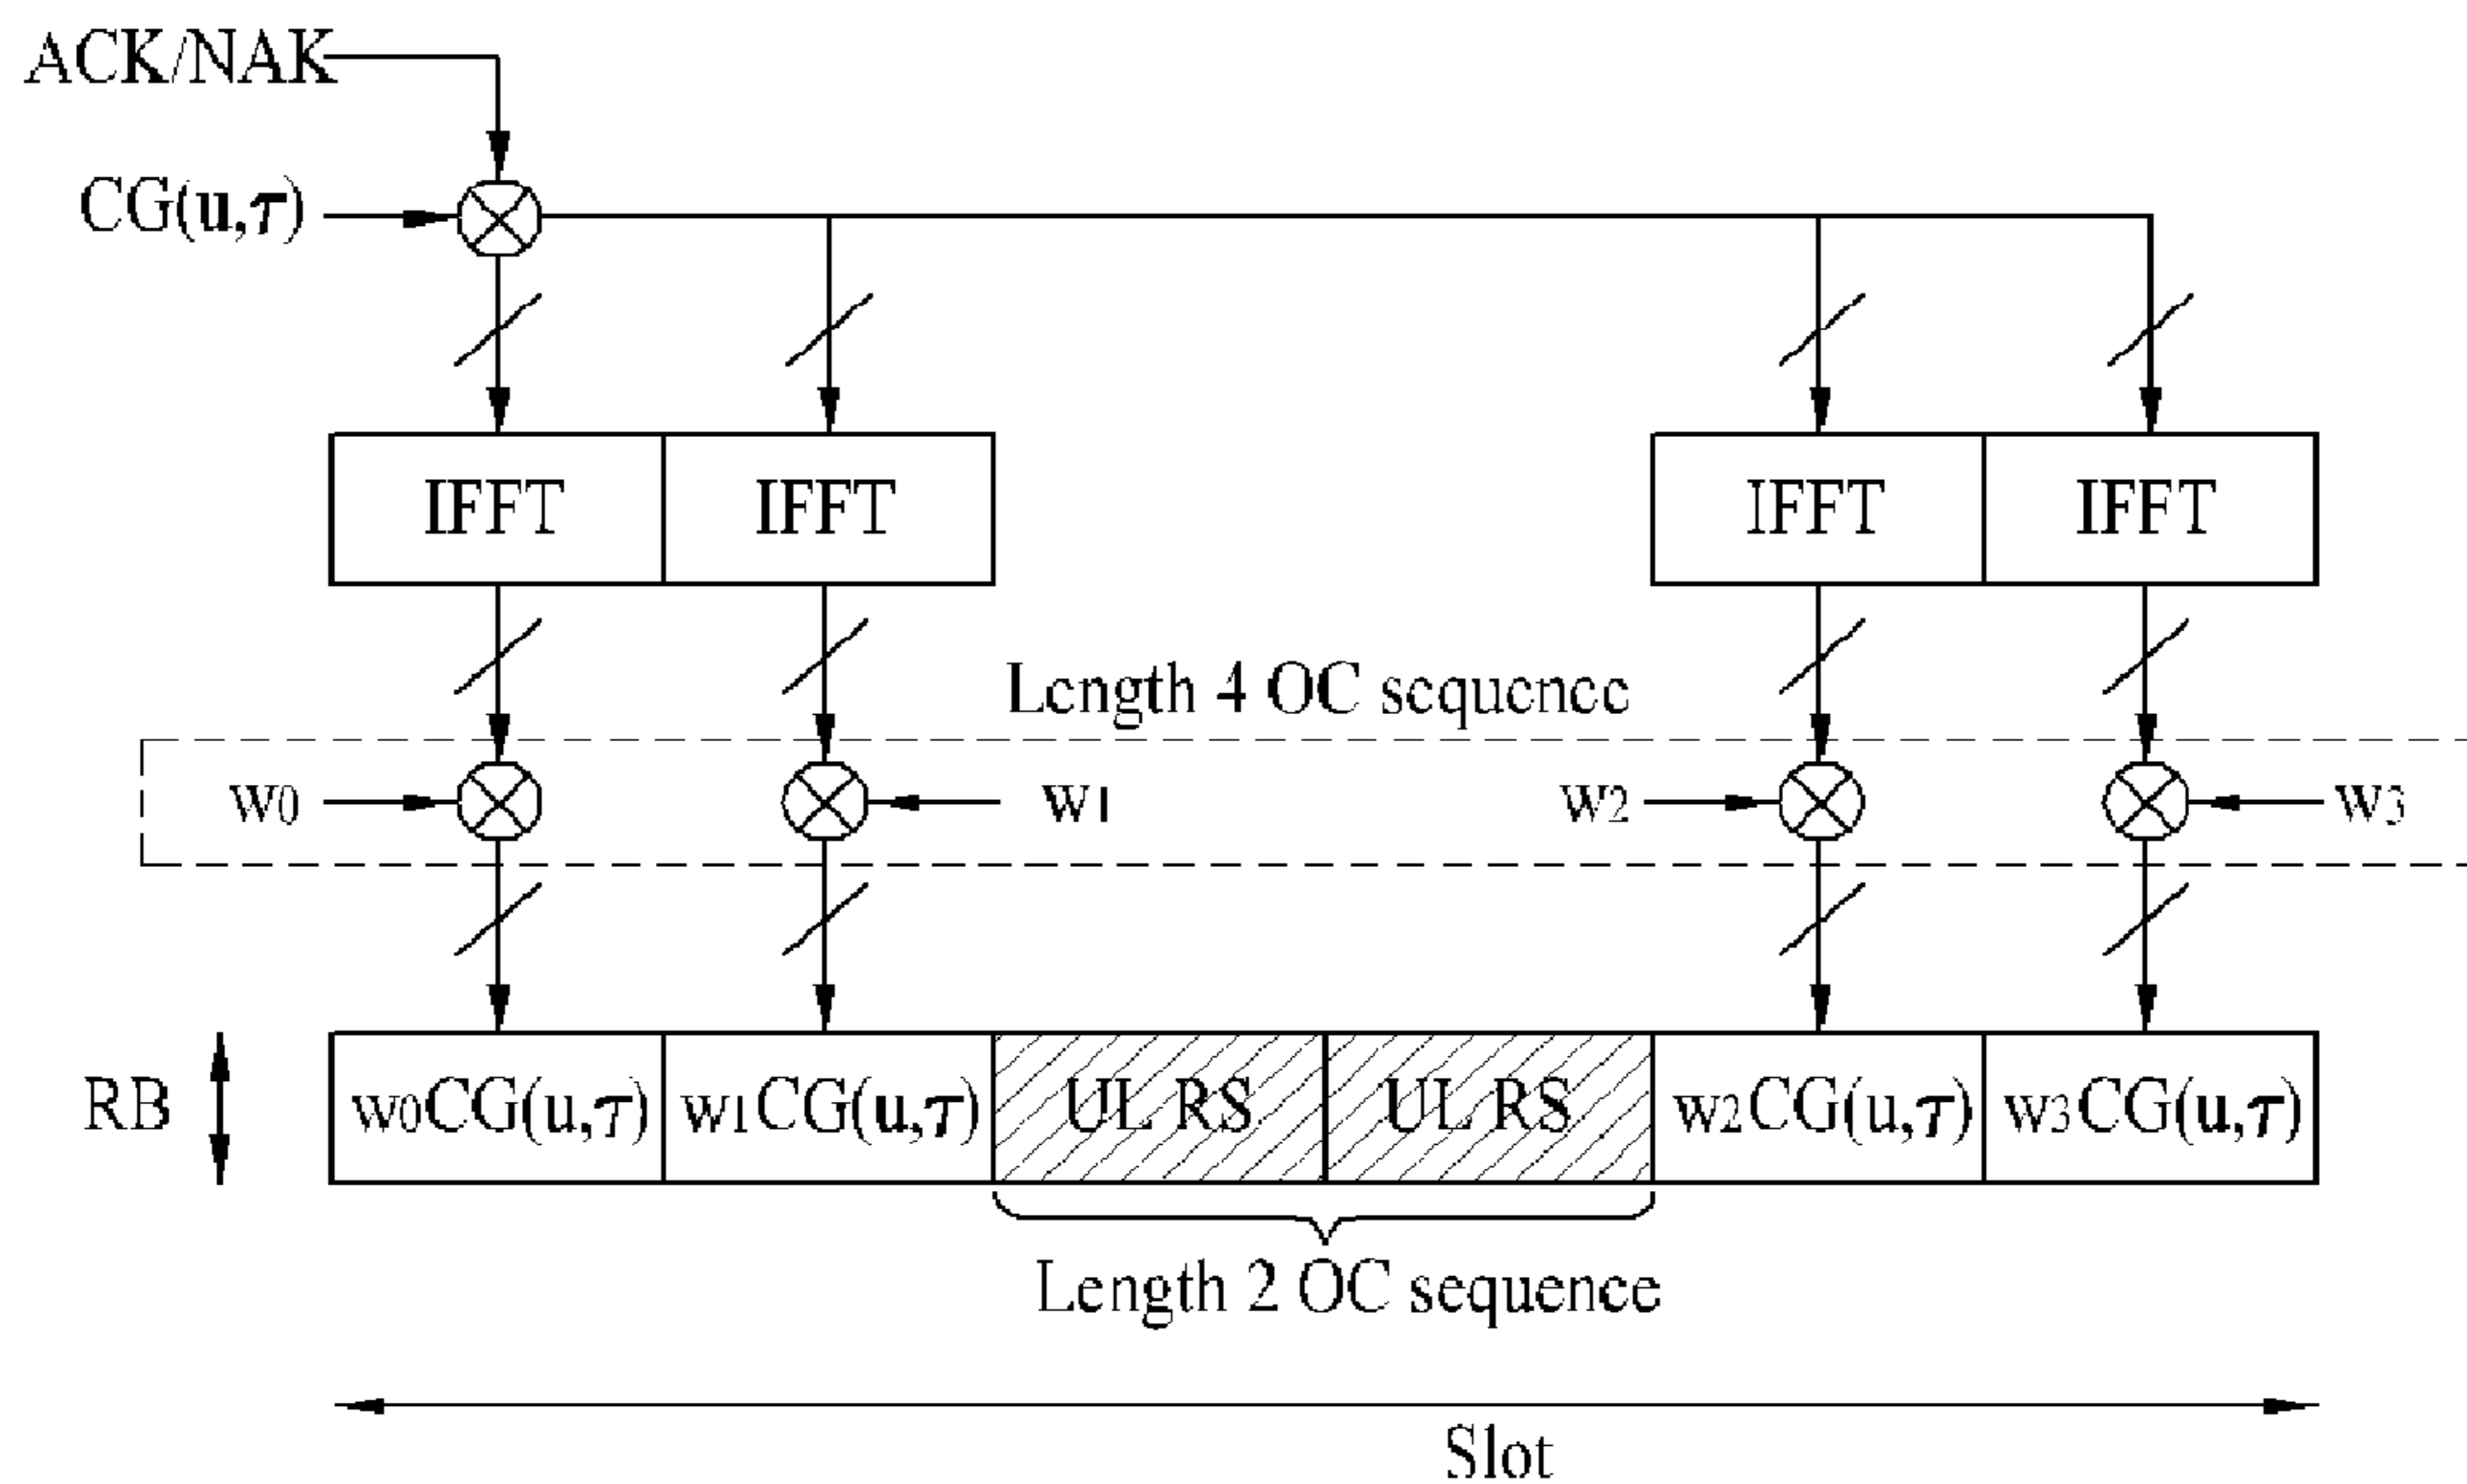 ACK/NAK
CG(u,τ)
IFFT IFFT IFFT IFFT
Length 4 OC sequence
w0 w1 w2 w3
RB w0CG(u,τ) w1CG(u,τ) UL RS UL RS w2CG(u,τ) w3CG(u,τ)
Length 2 OC sequence
Slot